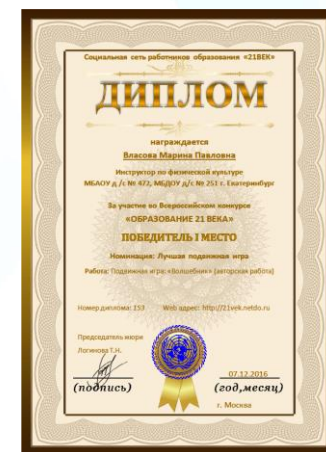 Социальная сеть работников образования «21ВЕК»
ДИПЛОМ
награждается
Власова Марина Павловна
Инструктор по физической культуре
МБДОУ д /с № 472, МБДОУ д/с № 251 г. Екатеринбург
За участие во Всероссийском конкурсе
«ОБРАЗОВАНИЕ 21 ВЕКА»
ПОБЕДИТЕЛЬ I МЕСТО
Номинация: Лучшая подвижная игра
Работа: Подвижная игра: «Волшебник» (авторская работа)
Номер диплома: 153 Web адрес: http://21vek.netdo.ru
Председатель жюри
Логинова Т.Н.
07.12.2016
(подпись) (год,месяц)
г. Москва